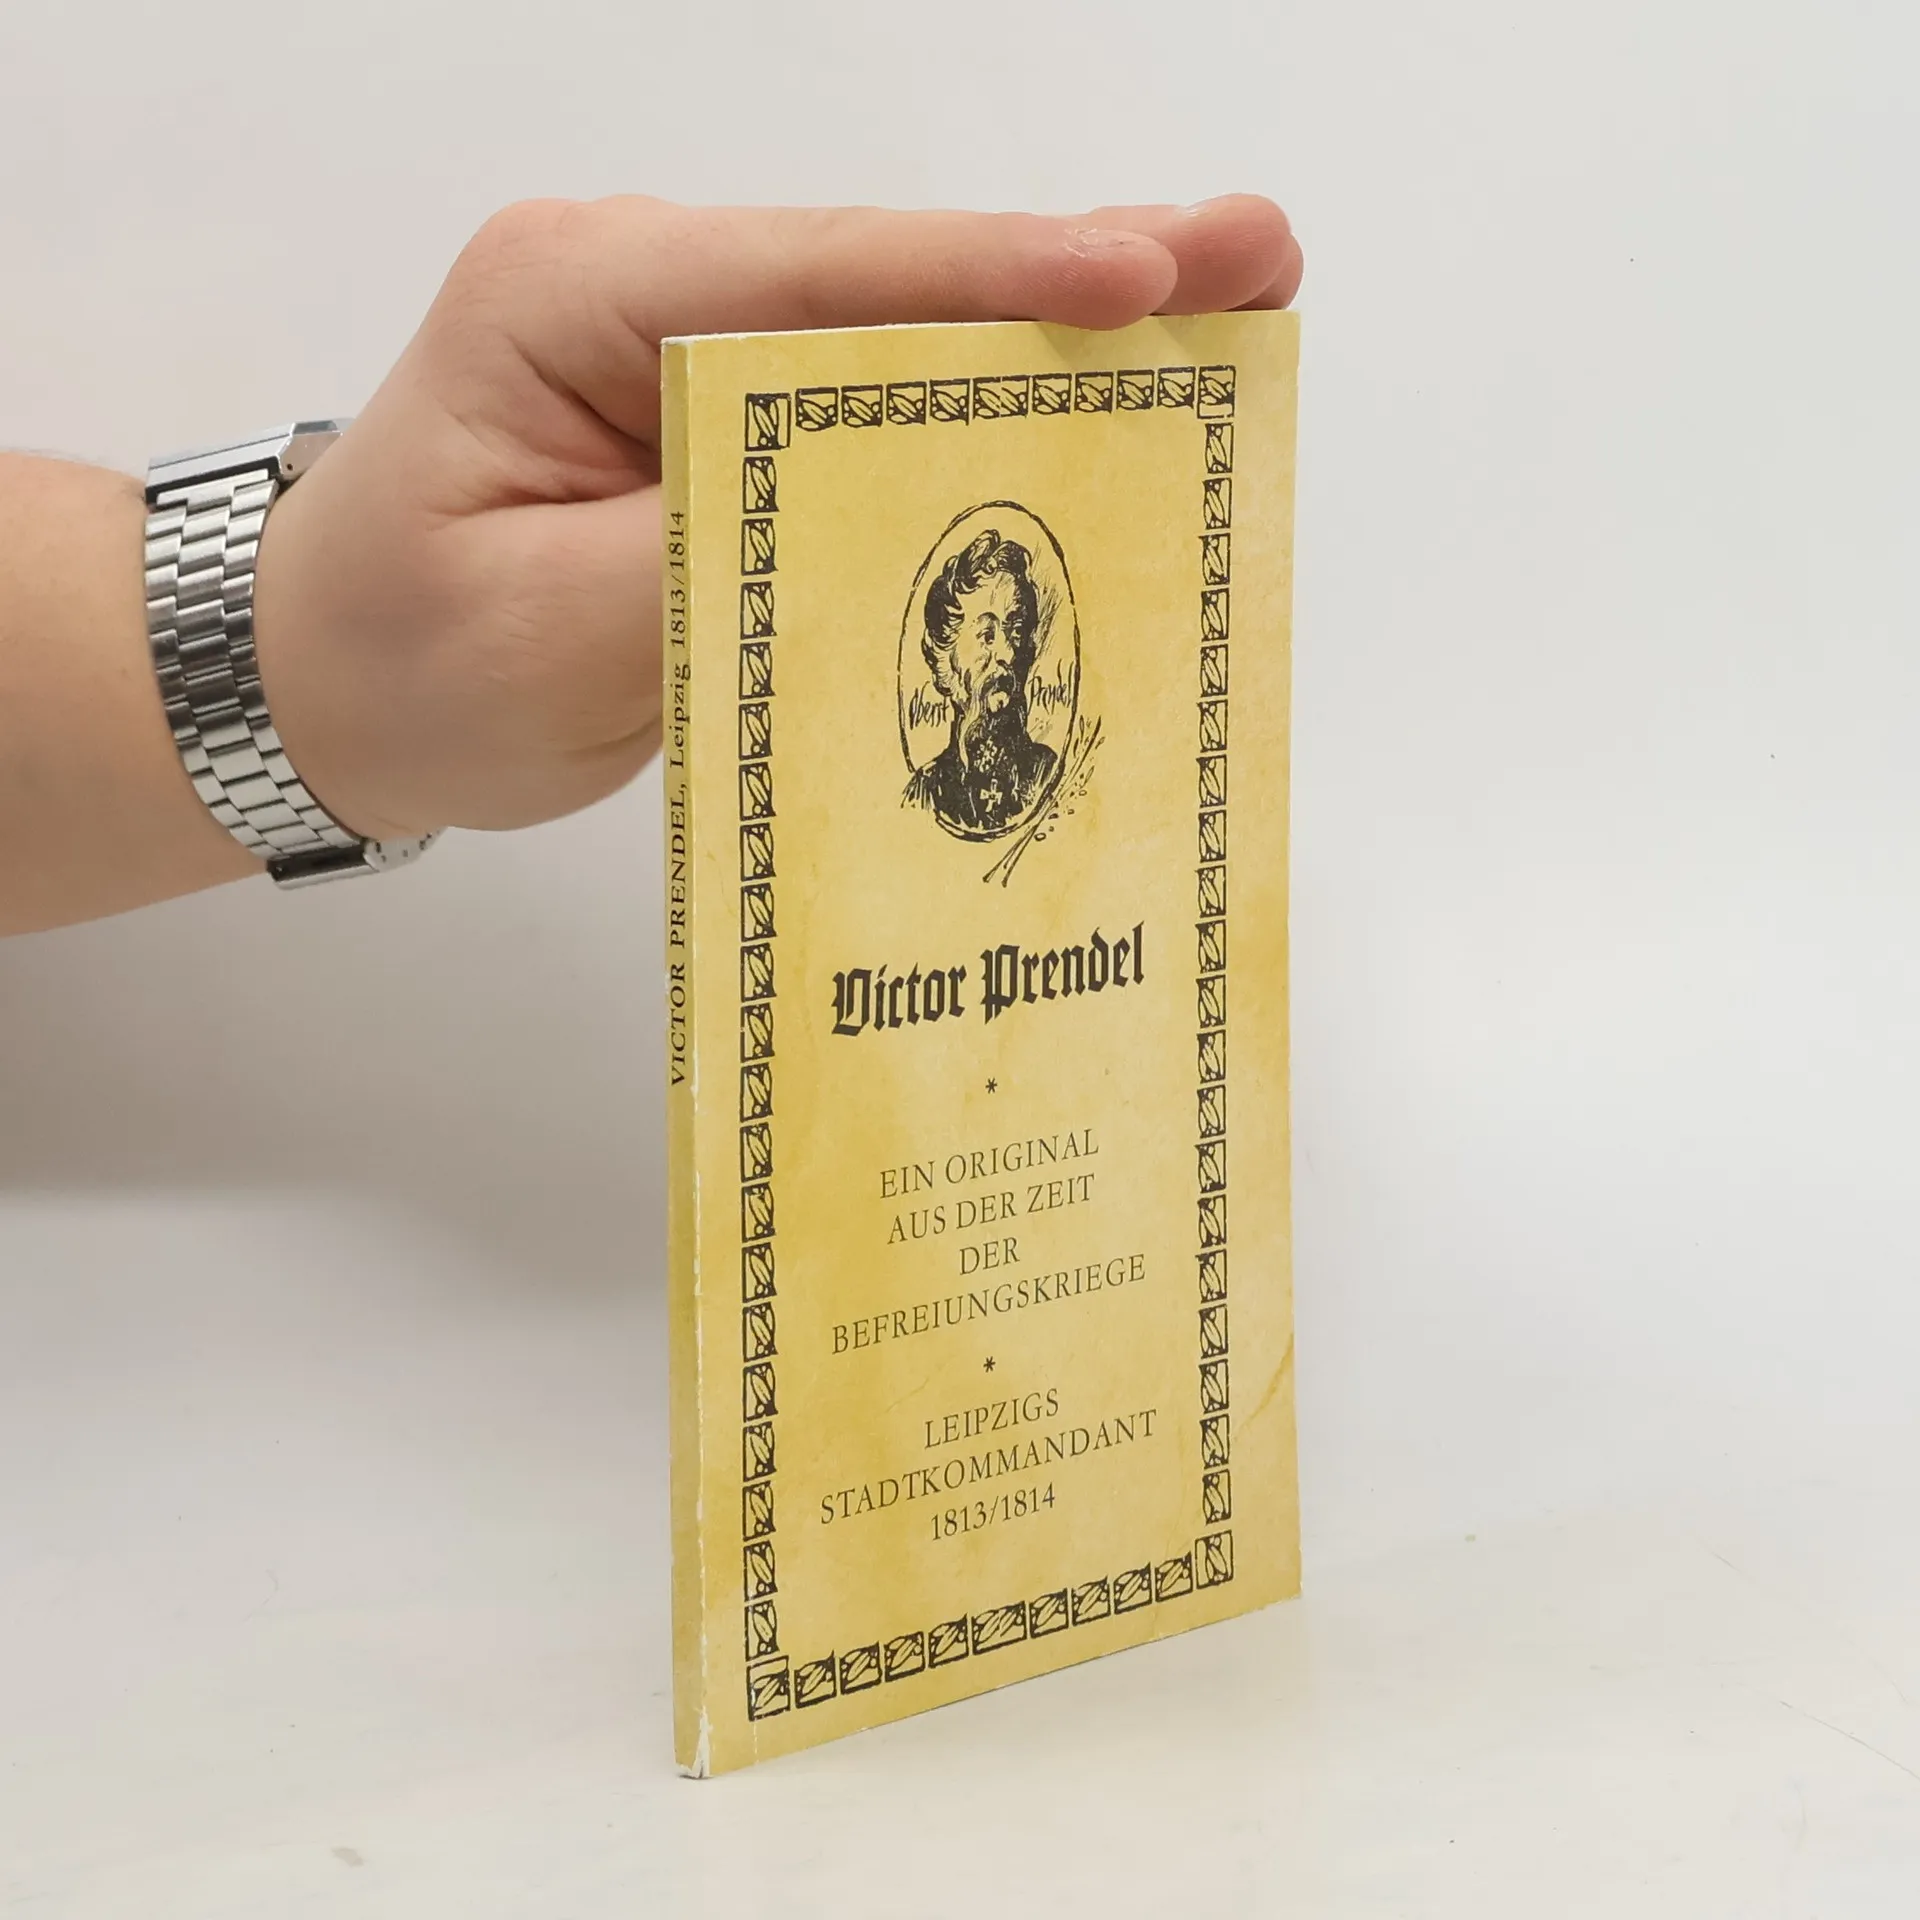 VICTOR PRENDEL, Leipzig 1813/1814
Oberst Prendel
Victor Prendel
*
EIN ORIGINAL
AUS DER ZEIT
DER
BEFREIUNGSKRIEGE
*
LEIPZIGS
STADTKOMMANDANT
1813/1814